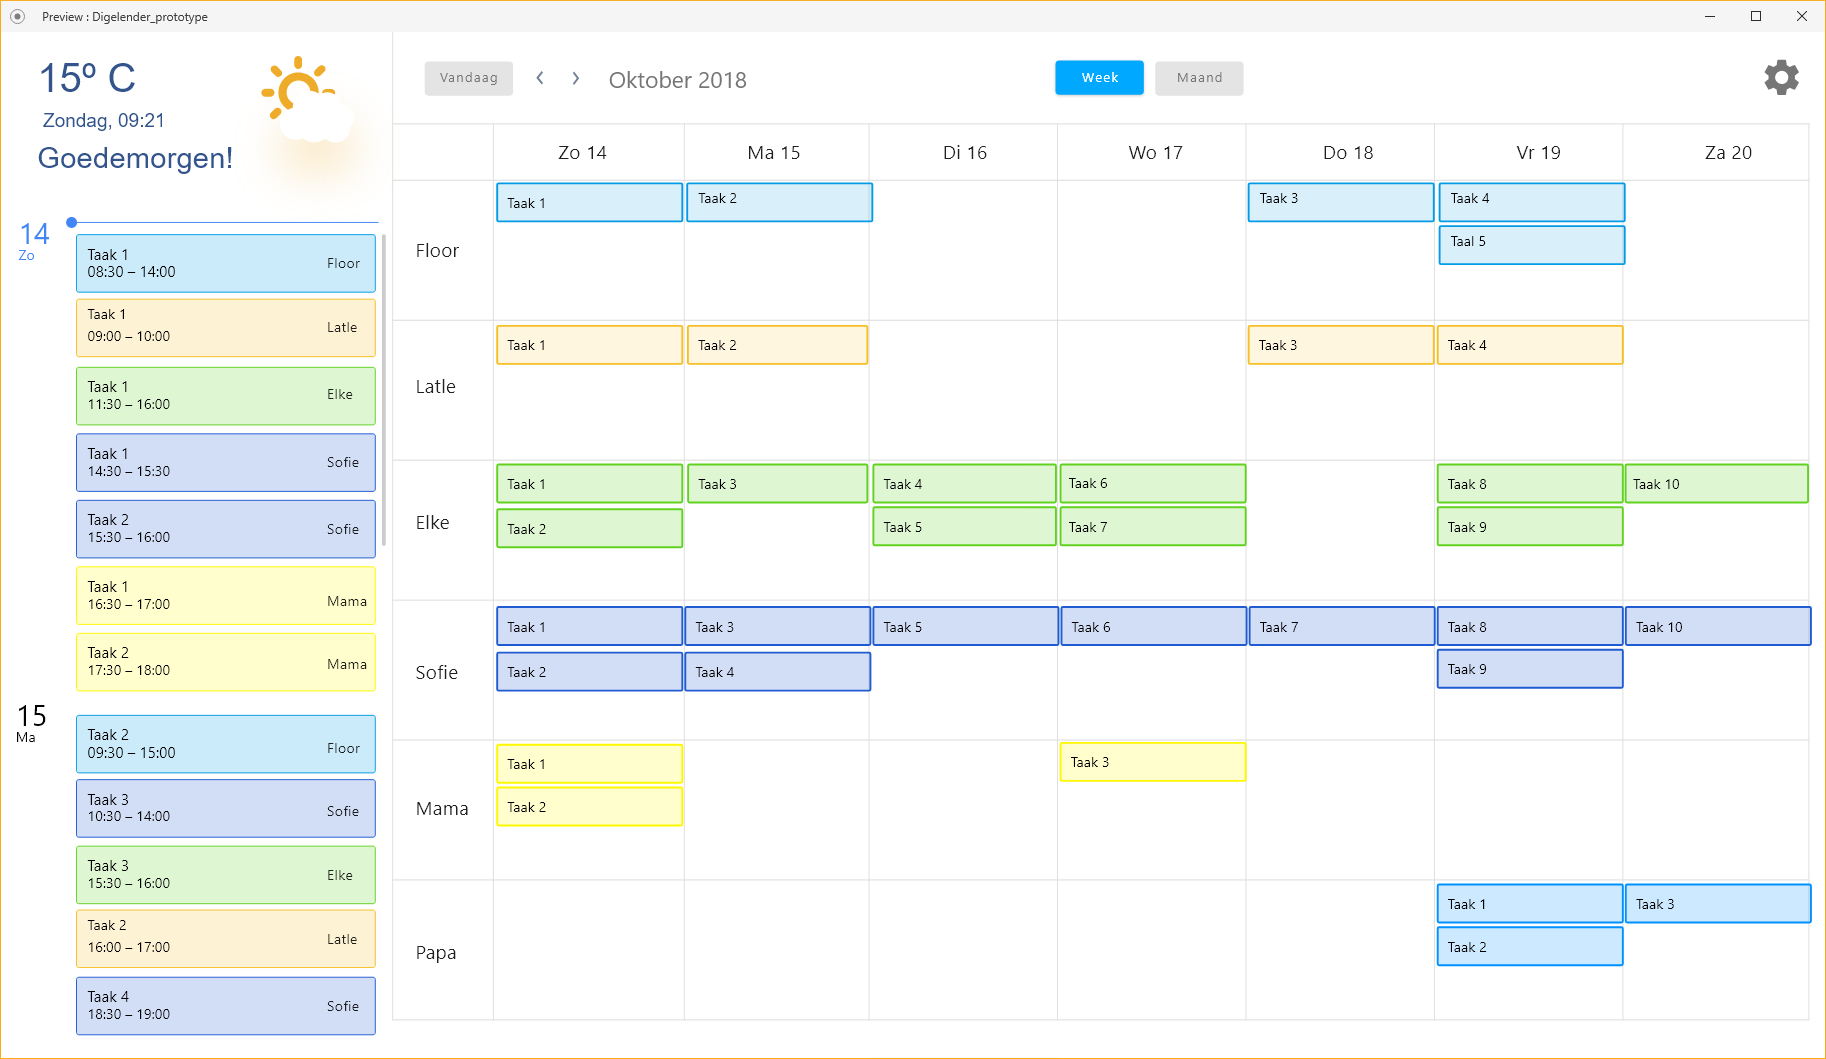 Preview : Digelender_prototype
15º C
Zondag, 09:21
Goedemorgen!
14
Zo
Taak 1
08:30 – 14:00
Floor
Taak 1
09:00 – 10:00
Latle
Taak 1
11:30 – 16:00
Elke
Taak 1
14:30 – 15:30
Sofie
Taak 2
15:30 – 16:00
Sofie
Taak 1
16:30 – 17:00
Mama
Taak 2
17:30 – 18:00
Mama
15
Ma
Taak 2
09:30 – 15:00
Floor
Taak 3
10:30 – 14:00
Sofie
Taak 3
15:30 – 16:00
Elke
Taak 2
16:00 – 17:00
Latle
Taak 4
18:30 – 19:00
Sofie
Vandaag
Oktober 2018
Week
Maand
Zo 14
Ma 15
Di 16
Wo 17
Do 18
Vr 19
Za 20
Floor
Taak 1
Taak 2
Taak 3
Taak 4
Taal 5
Latle
Taak 1
Taak 2
Taak 3
Taak 4
Elke
Taak 1
Taak 3
Taak 4
Taak 6
Taak 8
Taak 10
Taak 2
Taak 5
Taak 7
Taak 9
Sofie
Taak 1
Taak 3
Taak 5
Taak 6
Taak 7
Taak 8
Taak 10
Taak 2
Taak 4
Taak 9
Mama
Taak 1
Taak 3
Taak 2
Papa
Taak 1
Taak 3
Taak 2